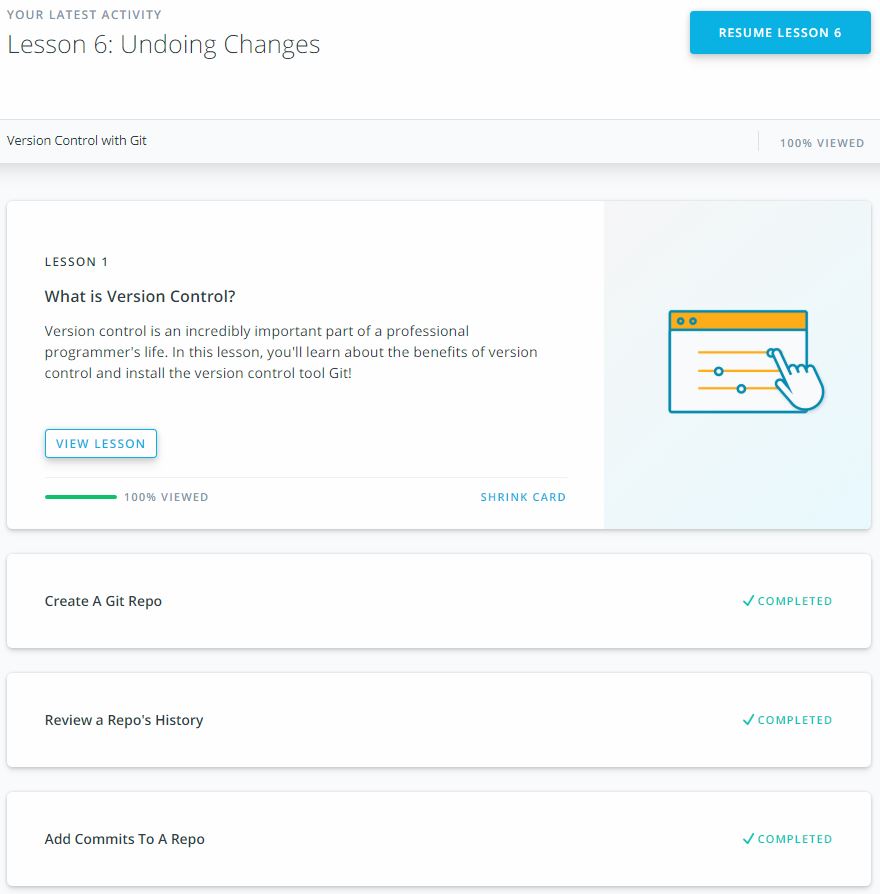 YOUR LATEST ACTIVITY
Lesson 6: Undoing Changes
RESUME LESSON 6
Version Control with Git
100% VIEWED
LESSON 1
What is Version Control?
Version control is an incredibly important part of a professional
programmer's life. In this lesson, you'll learn about the benefits of version
control and install the version control tool Git!
VIEW LESSON
100% VIEWED
SHRINK CARD
Create A Git Repo
COMPLETED
Review a Repo's History
COMPLETED
Add Commits To A Repo
COMPLETED